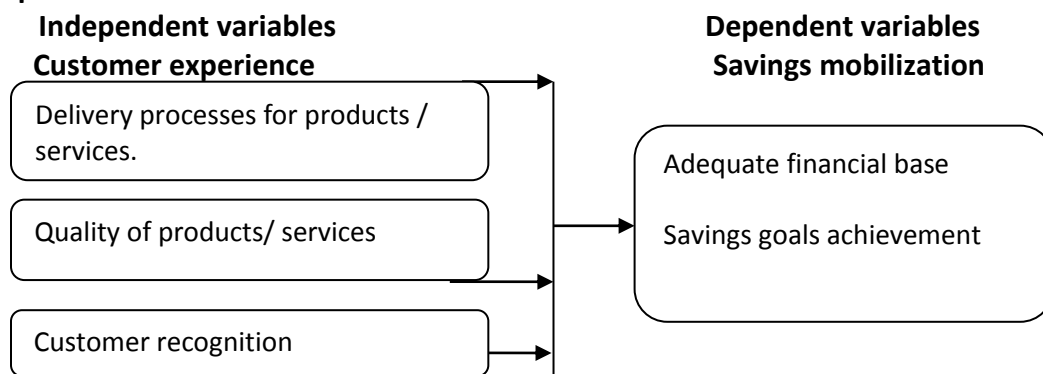 Independent variables
Dependent variables
Customer experience
Savings mobilization
Delivery processes for products /
services.
Quality of products/ services
Customer recognition
Adequate financial base
Savings goals achievement